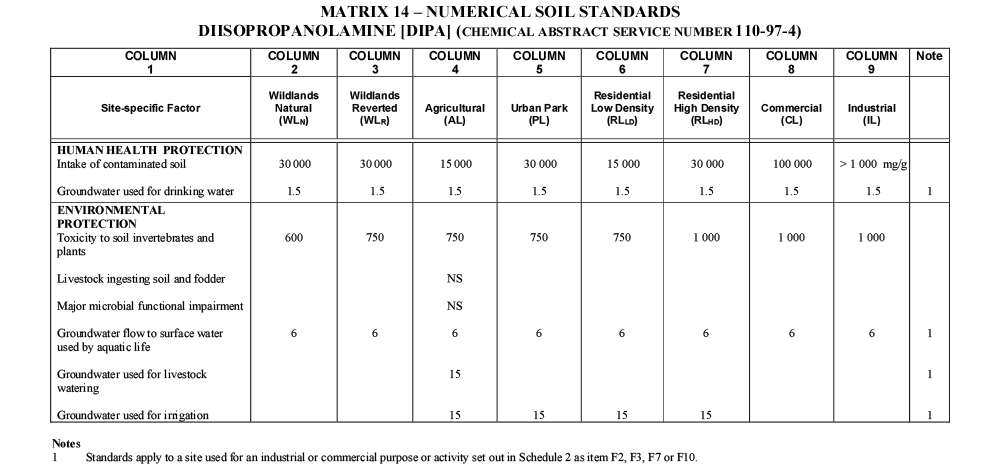 MATRIX 14 – NUMERICAL SOIL STANDARDS
DIISOPROPANOLAMINE [DIPA] (CHEMICAL ABSTRACT SERVICE NUMBER 110-97-4)
COLUMN 1 COLUMN 2 COLUMN 3 COLUMN 4 COLUMN 5 COLUMN 6 COLUMN 7 COLUMN 8 COLUMN 9 Note
Site-specific Factor Wildlands Natural (WLN) Wildlands Reverted (WLR) Agricultural (AL) Urban Park (PL) Residential Low Density (RLLD) Residential High Density (RLHD) Commercial (CL) Industrial (IL)
HUMAN HEALTH PROTECTION
Intake of contaminated soil 30 000 30 000 15 000 30 000 15 000 30 000 100 000 > 1 000 mg/g
Groundwater used for drinking water 1.5 1.5 1.5 1.5 1.5 1.5 1.5 1.5 1
ENVIRONMENTAL
PROTECTION
Toxicity to soil invertebrates and 600 750 750 750 750 1 000 1 000 1 000
plants
Livestock ingesting soil and fodder NS
Major microbial functional impairment NS
Groundwater flow to surface water 6 6 6 6 6 6 6 6 1
used by aquatic life
Groundwater used for livestock 15 1
watering
Groundwater used for irrigation 15 15 15 15 1
Notes
1 Standards apply to a site used for an industrial or commercial purpose or activity set out in Schedule 2 as item F2, F3, F7 or F10.